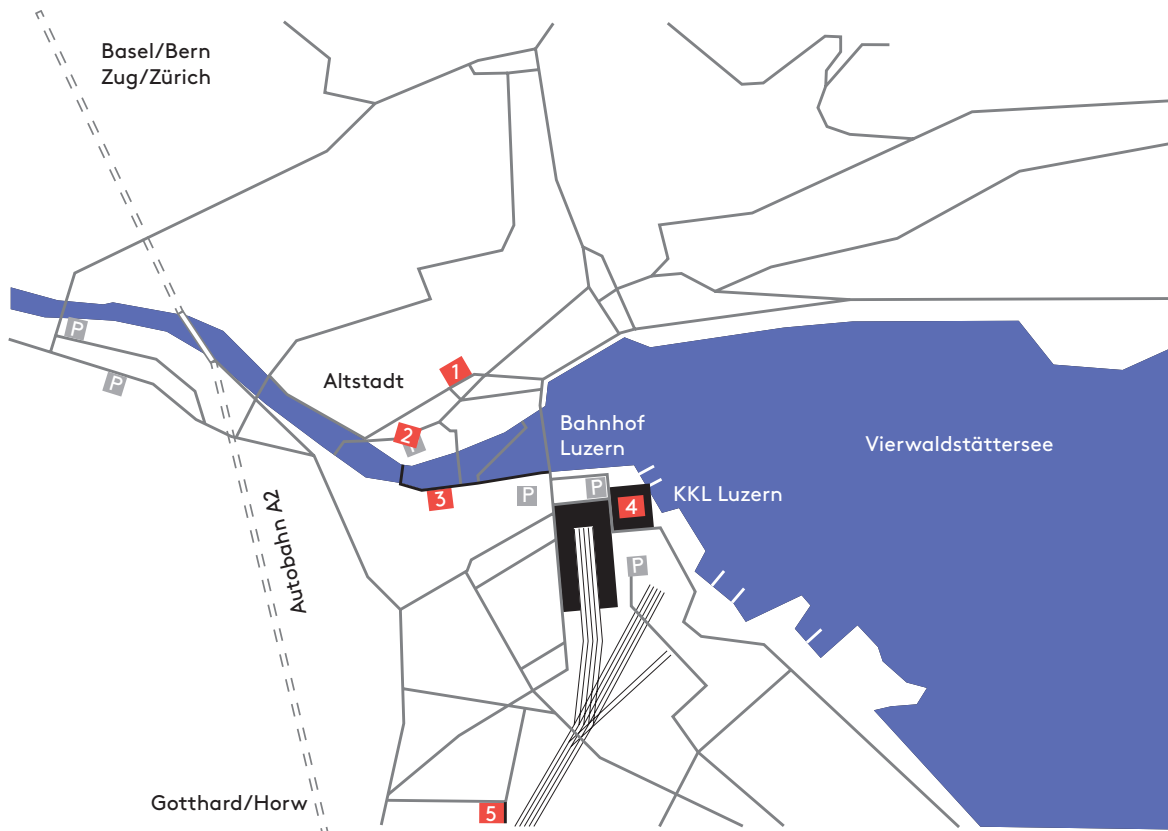 Basel/Bern
Zug/Zürich
P
P
Altstadt
1
2
P
3
Bahnhof
Luzern
Vierwaldstättersee
P
P
4
KKL Luzern
P
Autobahn A2
Gotthard/Horw
5